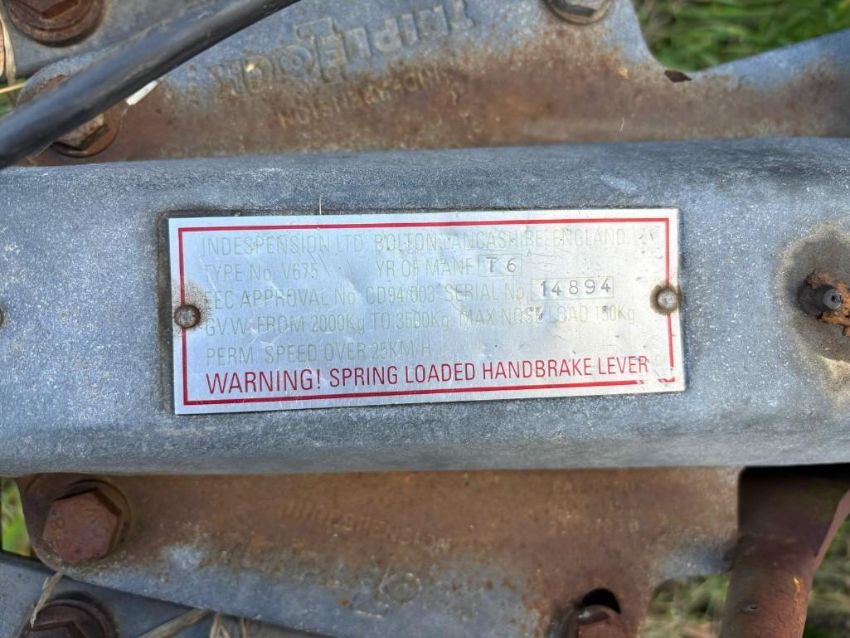 TRIPLELOCK
INDESPENSION
INDESPENSION LTD. BOLTON, LANCASHIRE, ENGLAND.
TYPE No. V675 YR OF MANF. T 6
EEC APPROVAL No. CD94/003 SERIAL No. 14894
GVW. FROM 2000Kg TO 3500Kg. MAX NOSE LOAD 150Kg
PERM. SPEED OVER 25KM/H
WARNING! SPRING LOADED HANDBRAKE LEVER